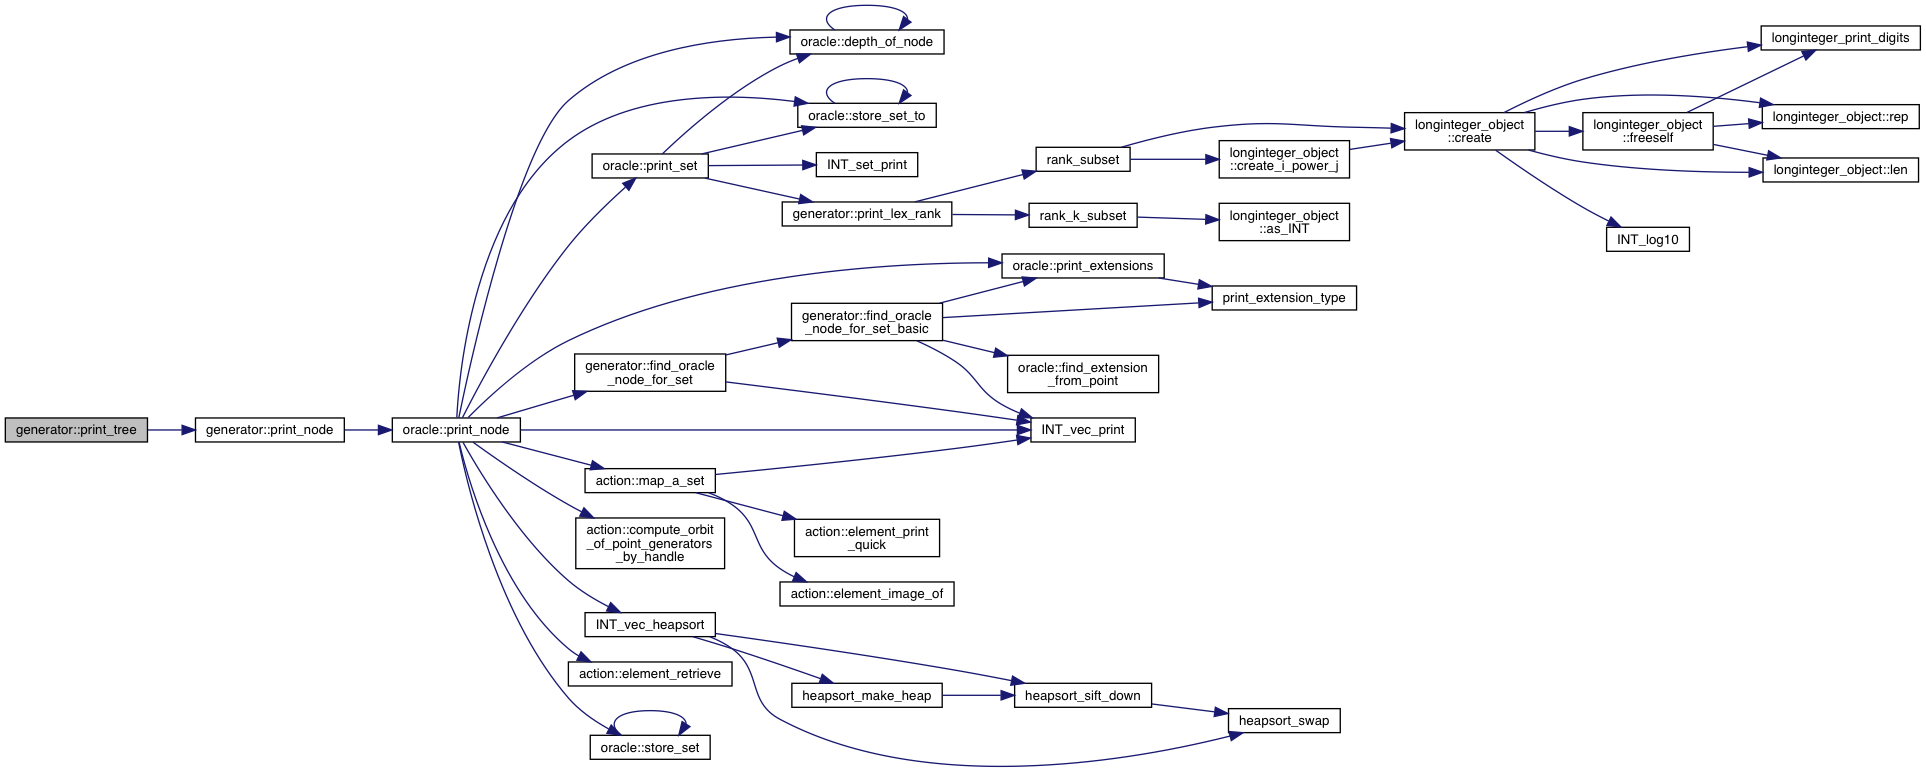 generator::print_tree
generator::print_node
oracle::print_node
oracle::depth_of_node
oracle::store_set_to
oracle::print_set
INT_set_print
generator::print_lex_rank
rank_subset
rank_k_subset
longinteger_object
::create_i_power_j
longinteger_object
::as_INT
longinteger_object
::create
longinteger_object
::freeself
longinteger_print_digits
longinteger_object::rep
longinteger_object::len
INT_log10
oracle::print_extensions
print_extension_type
generator::find_oracle
_node_for_set_basic
generator::find_oracle
_node_for_set
oracle::find_extension
_from_point
INT_vec_print
action::map_a_set
action::element_print
_quick
action::element_image_of
action::compute_orbit
_of_point_generators
_by_handle
INT_vec_heapsort
action::element_retrieve
heapsort_make_heap
heapsort_sift_down
heapsort_swap
oracle::store_set